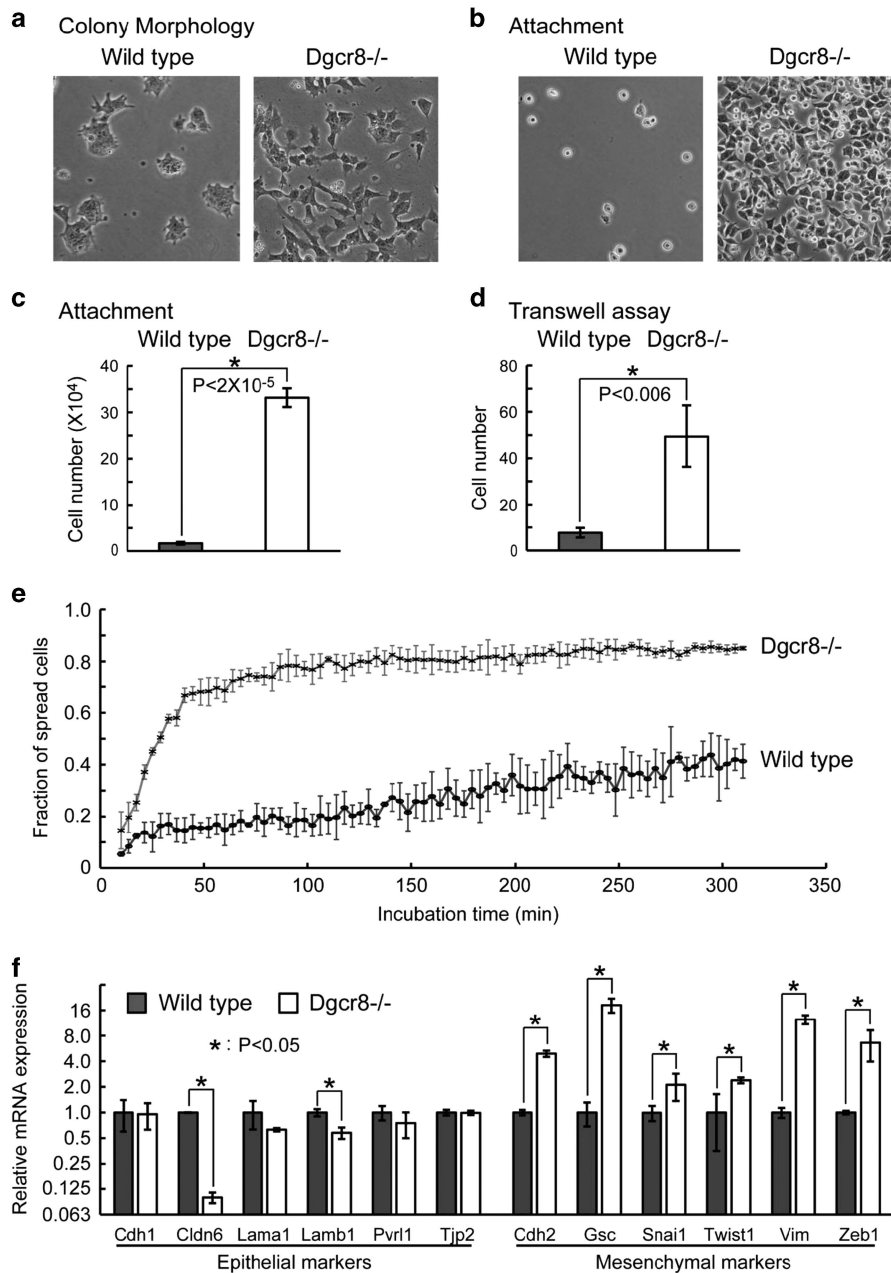 a
Colony Morphology
Wild type Dgcr8-/-
b
Attachment
Wild type Dgcr8-/-
c
Attachment
Wild type Dgcr8-/-
*
P<2X10-5
Cell number (X10⁴)
40
30
20
10
0
d
Transwell assay
Wild type Dgcr8-/-
*
P<0.006
Cell number
80
60
40
20
0
e
Fraction of spread cells
1.0
0.8
0.6
0.4
0.2
0
Dgcr8-/-
Wild type
0 50 100 150 200 250 300 350
Incubation time (min)
f
Relative mRNA expression
16
8.0
4.0
2.0
1.0
0.5
0.25
0.125
0.063
Wild type Dgcr8-/-
* : P<0.05
* * * * * * * *
Cdh1 Cldn6 Lama1 Lamb1 Pvrl1 Tjp2 Cdh2 Gsc Snai1 Twist1 Vim Zeb1
Epithelial markers Mesenchymal markers